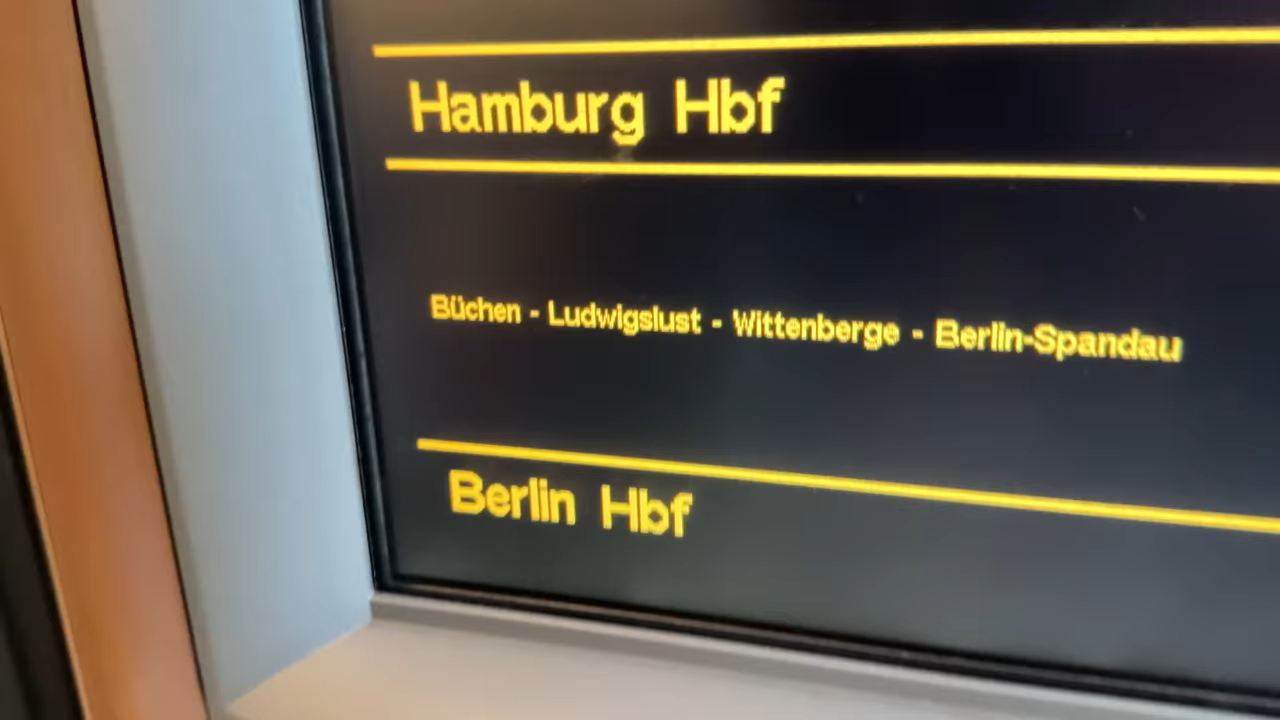 Hamburg Hbf
Büchen - Ludwigslust - Wittenberge - Berlin-Spandau
Berlin Hbf